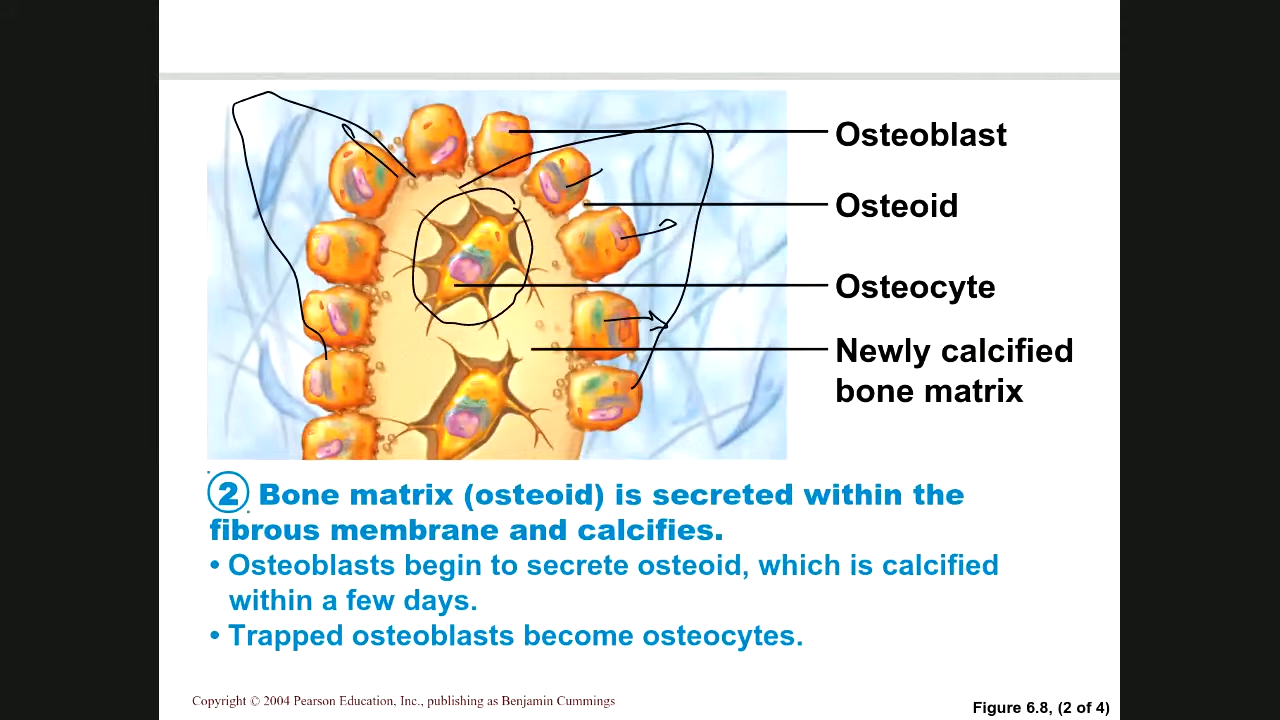 Osteoblast
Osteoid
Osteocyte
Newly calcified
bone matrix
2 Bone matrix (osteoid) is secreted within the
fibrous membrane and calcifies.
• Osteoblasts begin to secrete osteoid, which is calcified
within a few days.
• Trapped osteoblasts become osteocytes.
Copyright © 2004 Pearson Education, Inc., publishing as Benjamin Cummings
Figure 6.8, (2 of 4)